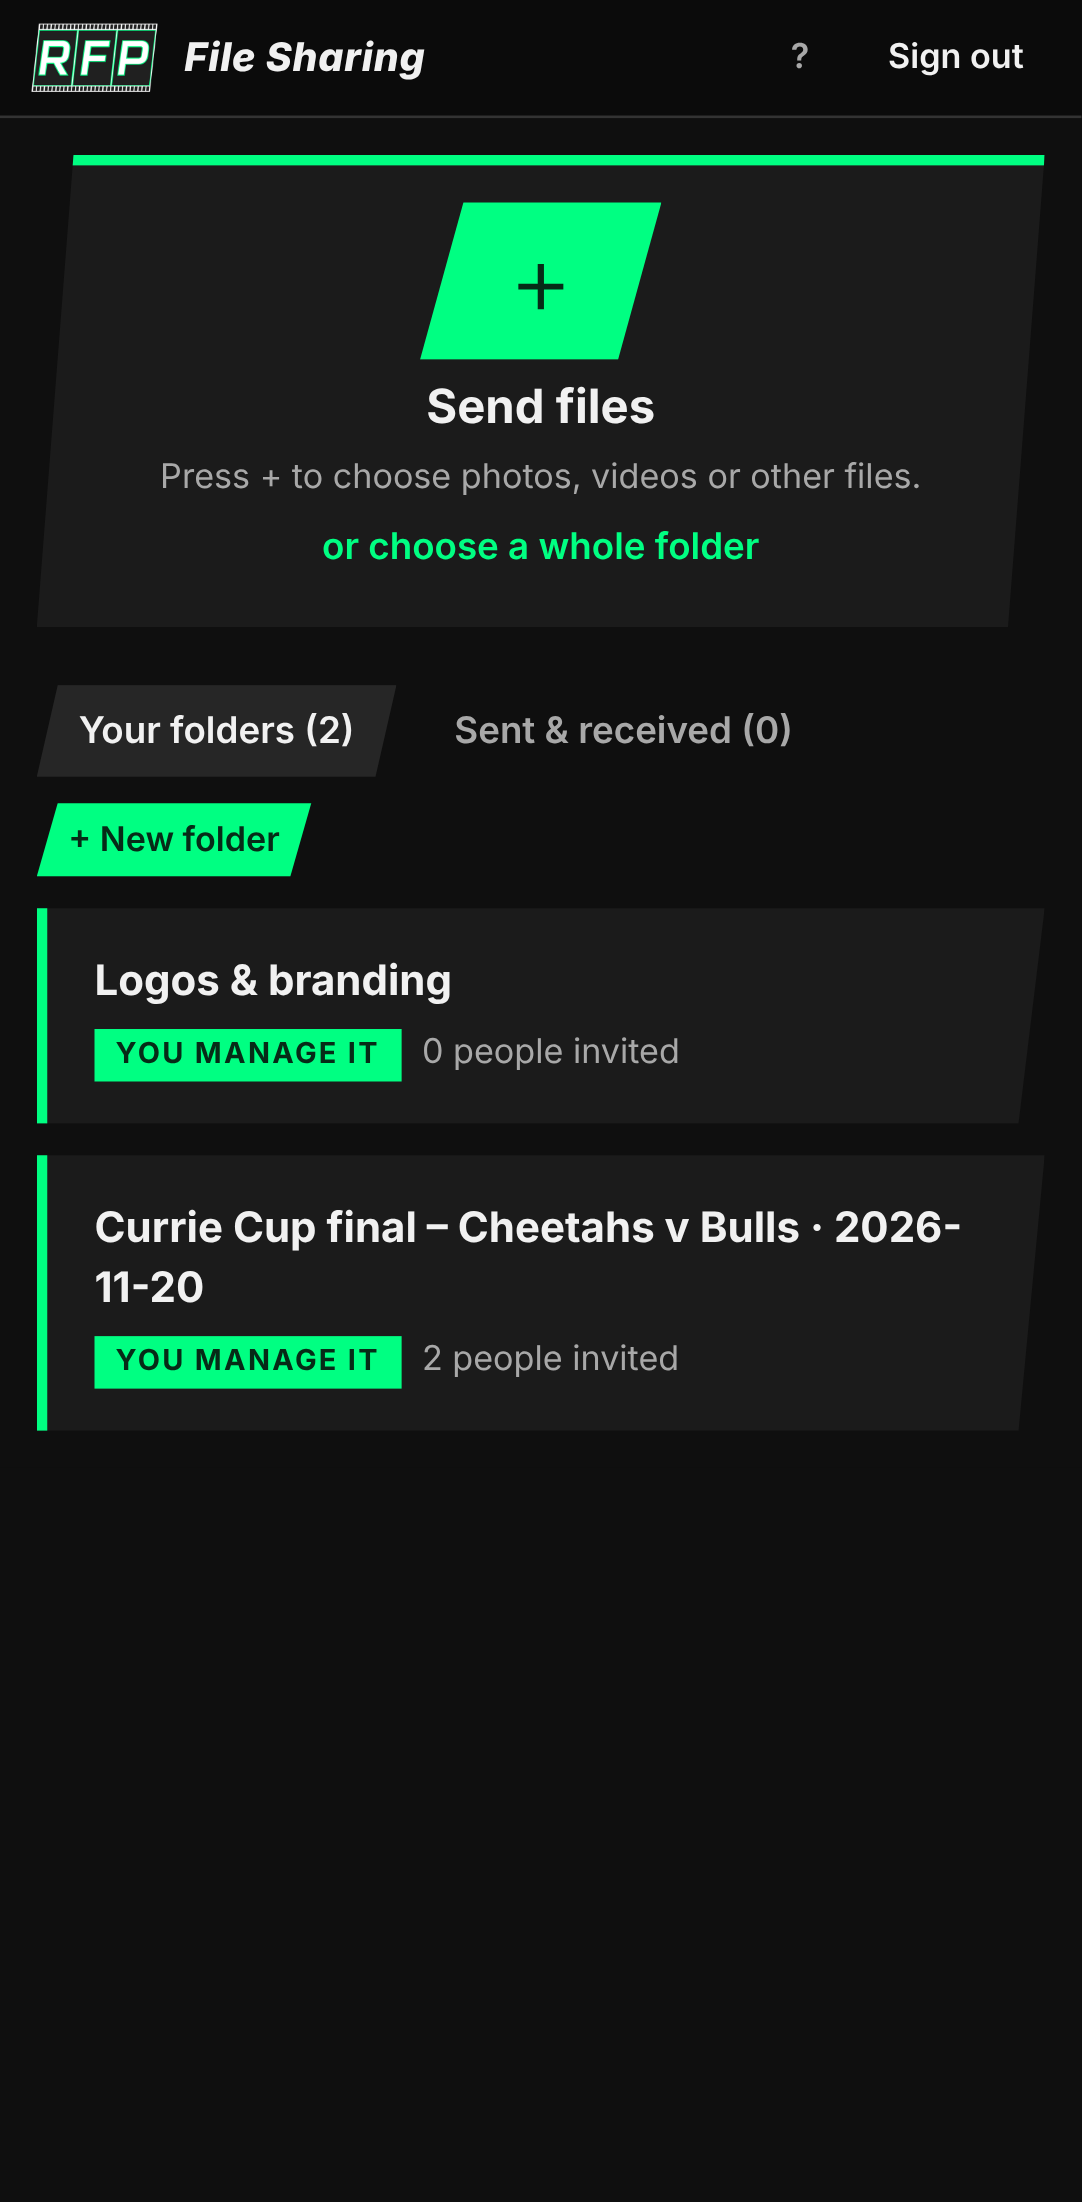 RFP File Sharing ? Sign out
+
Send files
Press + to choose photos, videos or other files.
or choose a whole folder
Your folders (2) Sent & received (0)
+ New folder
Logos & branding
YOU MANAGE IT 0 people invited
Currie Cup final – Cheetahs v Bulls · 2026-
11-20
YOU MANAGE IT 2 people invited